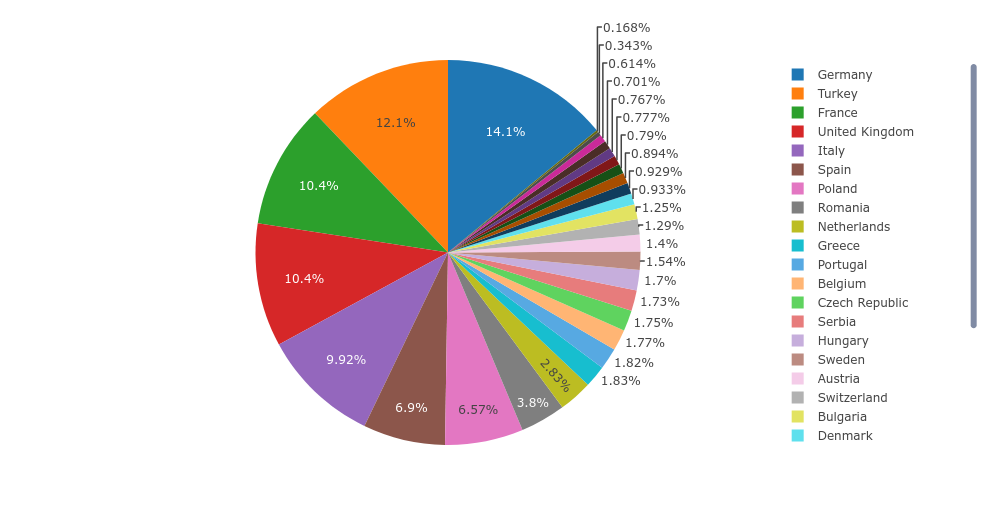 0.168%
0.343%
0.614%
0.701%
0.767%
0.777%
0.79%
0.894%
0.929%
0.933%
1.25%
1.29%
1.4%
1.54%
1.7%
1.73%
1.75%
1.77%
1.82%
1.83%
14.1%
12.1%
10.4%
10.4%
9.92%
6.9%
6.57%
3.8%
2.83%
Germany
Turkey
France
United Kingdom
Italy
Spain
Poland
Romania
Netherlands
Greece
Portugal
Belgium
Czech Republic
Serbia
Hungary
Sweden
Austria
Switzerland
Bulgaria
Denmark